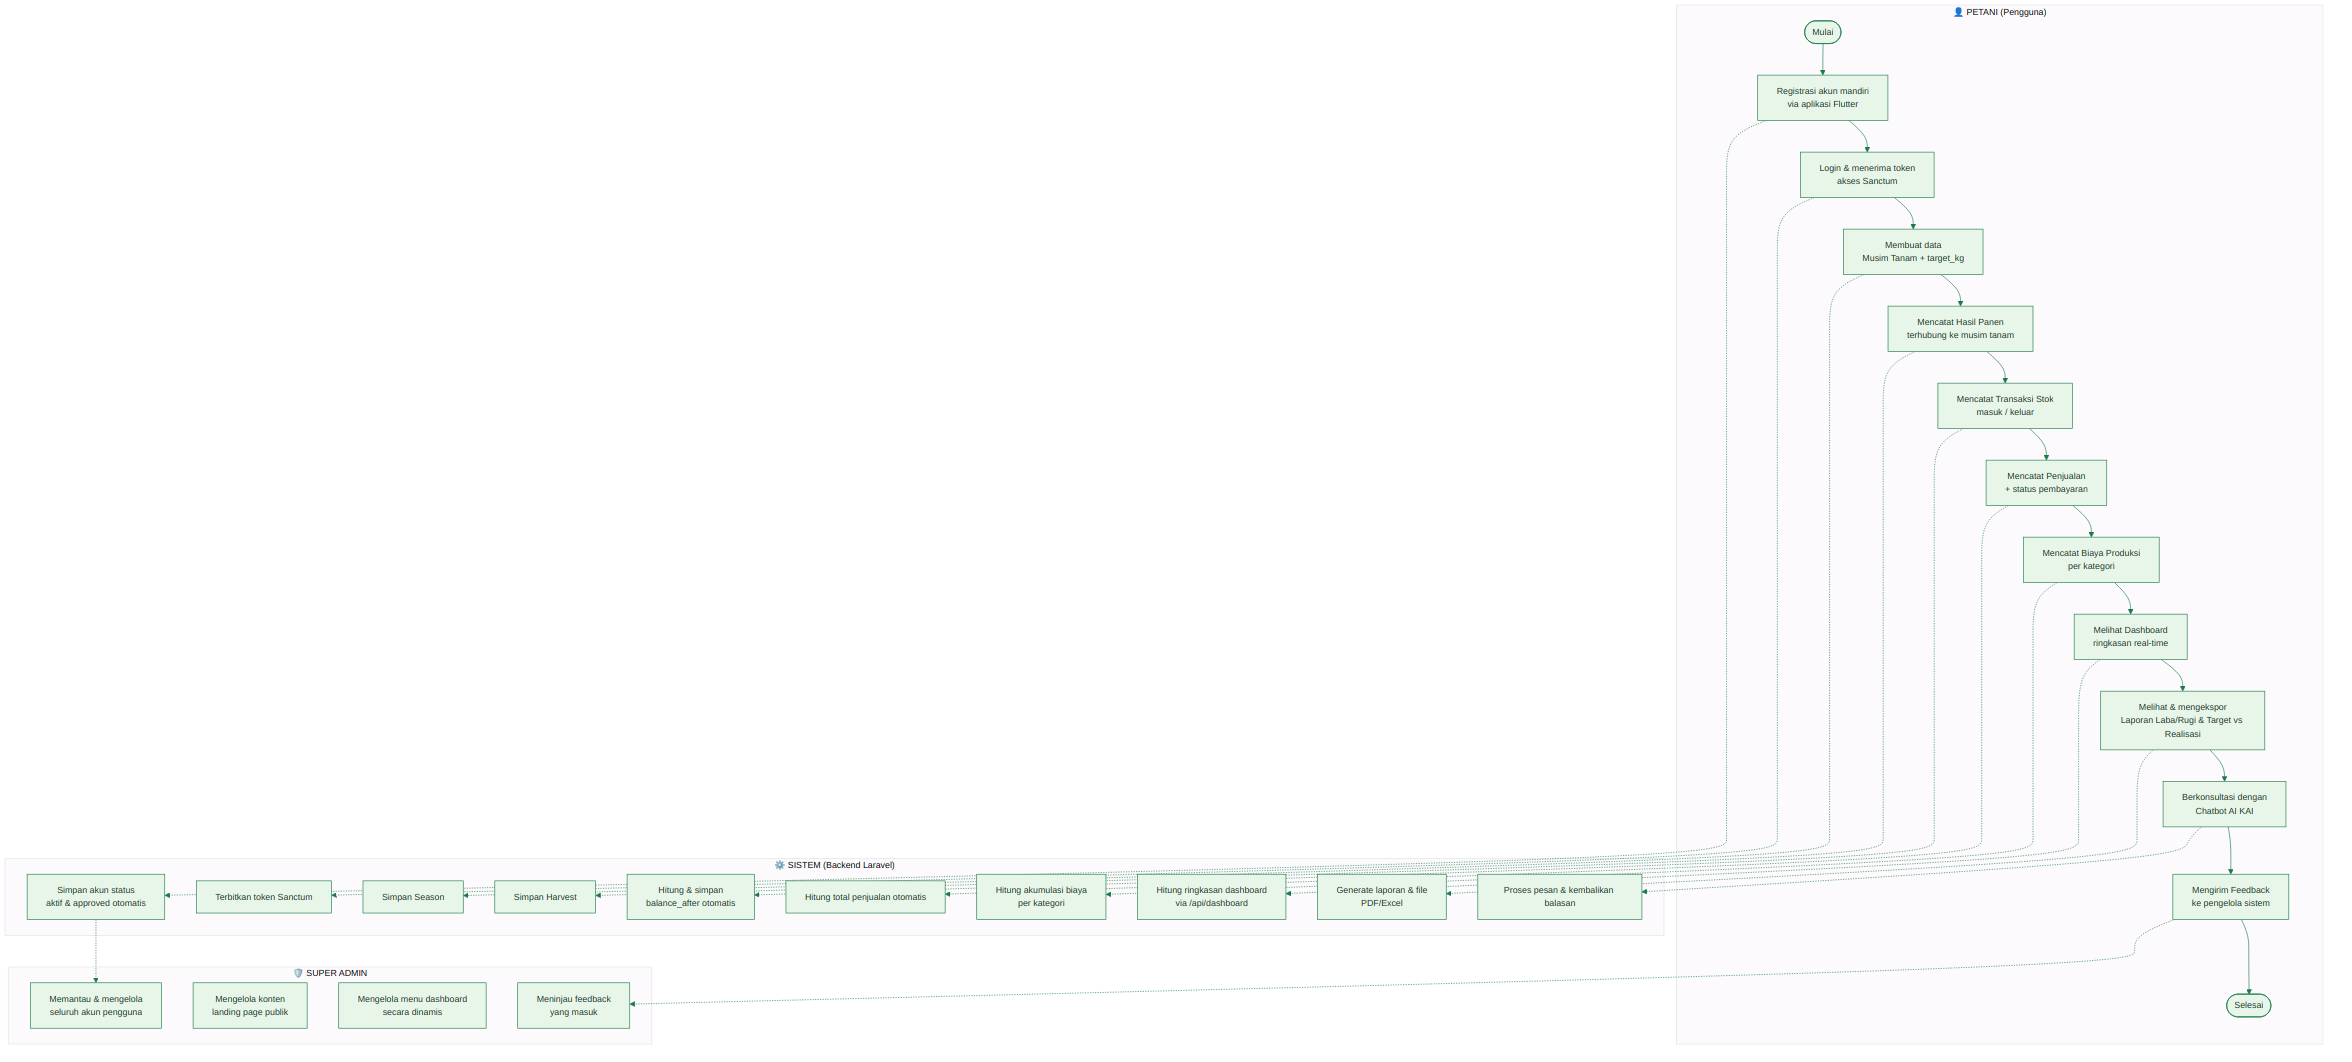 👤 PETANI (Pengguna)
Mulai
Registrasi akun mandiri
via aplikasi Flutter
Login & menerima token
akses Sanctum
Membuat data
Musim Tanam + target_kg
Mencatat Hasil Panen
terhubung ke musim tanam
Mencatat Transaksi Stok
masuk / keluar
Mencatat Penjualan
+ status pembayaran
Mencatat Biaya Produksi
per kategori
Melihat Dashboard
ringkasan real-time
Melihat & mengekspor
Laporan Laba/Rugi & Target vs
Realisasi
Berkonsultasi dengan
Chatbot AI KAI
Mengirim Feedback
ke pengelola sistem
Selesai
⚙️ SISTEM (Backend Laravel)
Simpan akun status
aktif & approved otomatis
Terbitkan token Sanctum
Simpan Season
Simpan Harvest
Hitung & simpan
balance_after otomatis
Hitung total penjualan otomatis
Hitung akumulasi biaya
per kategori
Hitung ringkasan dashboard
via /api/dashboard
Generate laporan & file
PDF/Excel
Proses pesan & kembalikan
balasan
🛡️ SUPER ADMIN
Memantau & mengelola
seluruh akun pengguna
Mengelola konten
landing page publik
Mengelola menu dashboard
secara dinamis
Meninjau feedback
yang masuk